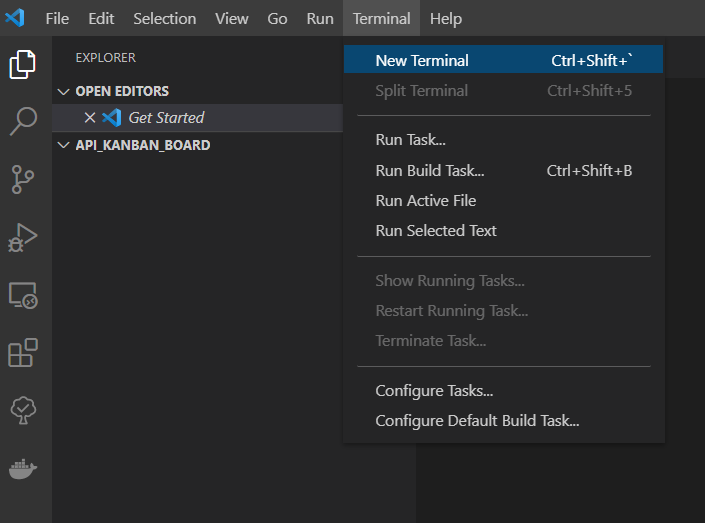 File Edit Selection View Go Run Terminal Help
EXPLORER
OPEN EDITORS
Get Started
API_KANBAN_BOARD
New Terminal Ctrl+Shift+`
Split Terminal Ctrl+Shift+5
Run Task...
Run Build Task... Ctrl+Shift+B
Run Active File
Run Selected Text
Show Running Tasks...
Restart Running Task...
Terminate Task...
Configure Tasks...
Configure Default Build Task...